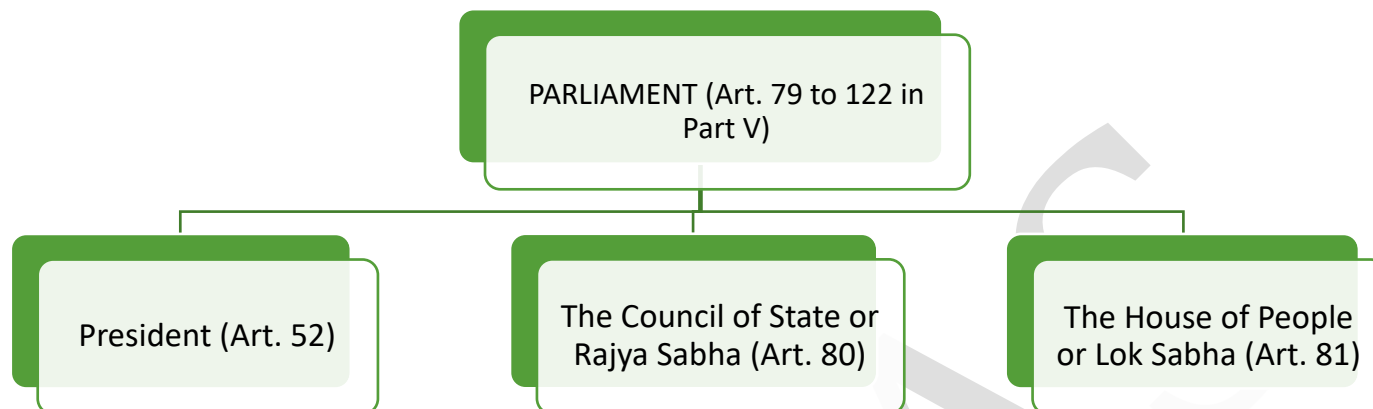 PARLIAMENT (Art. 79 to 122 in
Part V)
President (Art. 52)
The Council of State or
Rajya Sabha (Art. 80)
The House of People
or Lok Sabha (Art. 81)